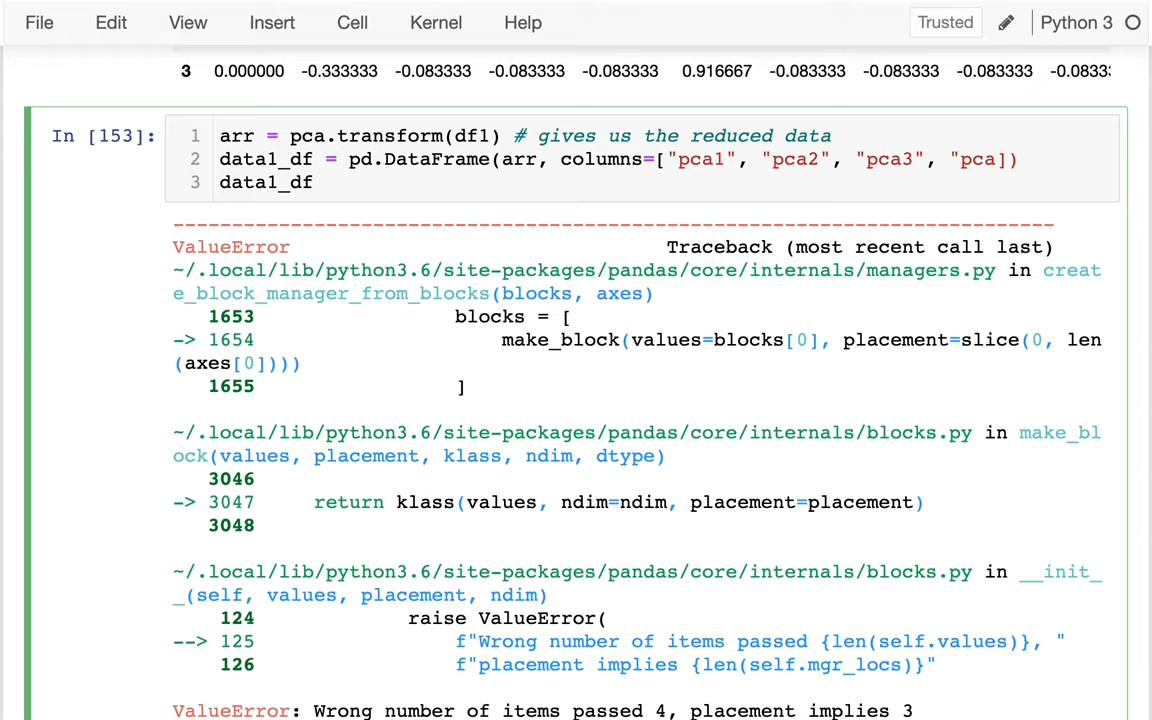 File Edit View Insert Cell Kernel Help Trusted Python 3
3 0.000000 -0.333333 -0.083333 -0.083333 -0.083333 0.916667 -0.083333 -0.083333 -0.083333
In [153]: 1 arr = pca.transform(df1) # gives us the reduced data
2 data1_df = pd.DataFrame(arr, columns=["pca1", "pca2", "pca3", "pca])
3 data1_df
---------------------------------------------------------------------------
ValueError Traceback (most recent call last)
~/.local/lib/python3.6/site-packages/pandas/core/internals/managers.py in creat
e_block_manager_from_blocks(blocks, axes)
1653 blocks = [
-> 1654 make_block(values=blocks[0], placement=slice(0, len
(axes[0])))
1655 ]
~/.local/lib/python3.6/site-packages/pandas/core/internals/blocks.py in make_bl
ock(values, placement, klass, ndim, dtype)
3046
-> 3047 return klass(values, ndim=ndim, placement=placement)
3048
~/.local/lib/python3.6/site-packages/pandas/core/internals/blocks.py in __init_
_(self, values, placement, ndim)
124 raise ValueError(
--> 125 f"Wrong number of items passed {len(self.values)}, "
126 f"placement implies {len(self.mgr_locs)}"
ValueError: Wrong number of items passed 4, placement implies 3